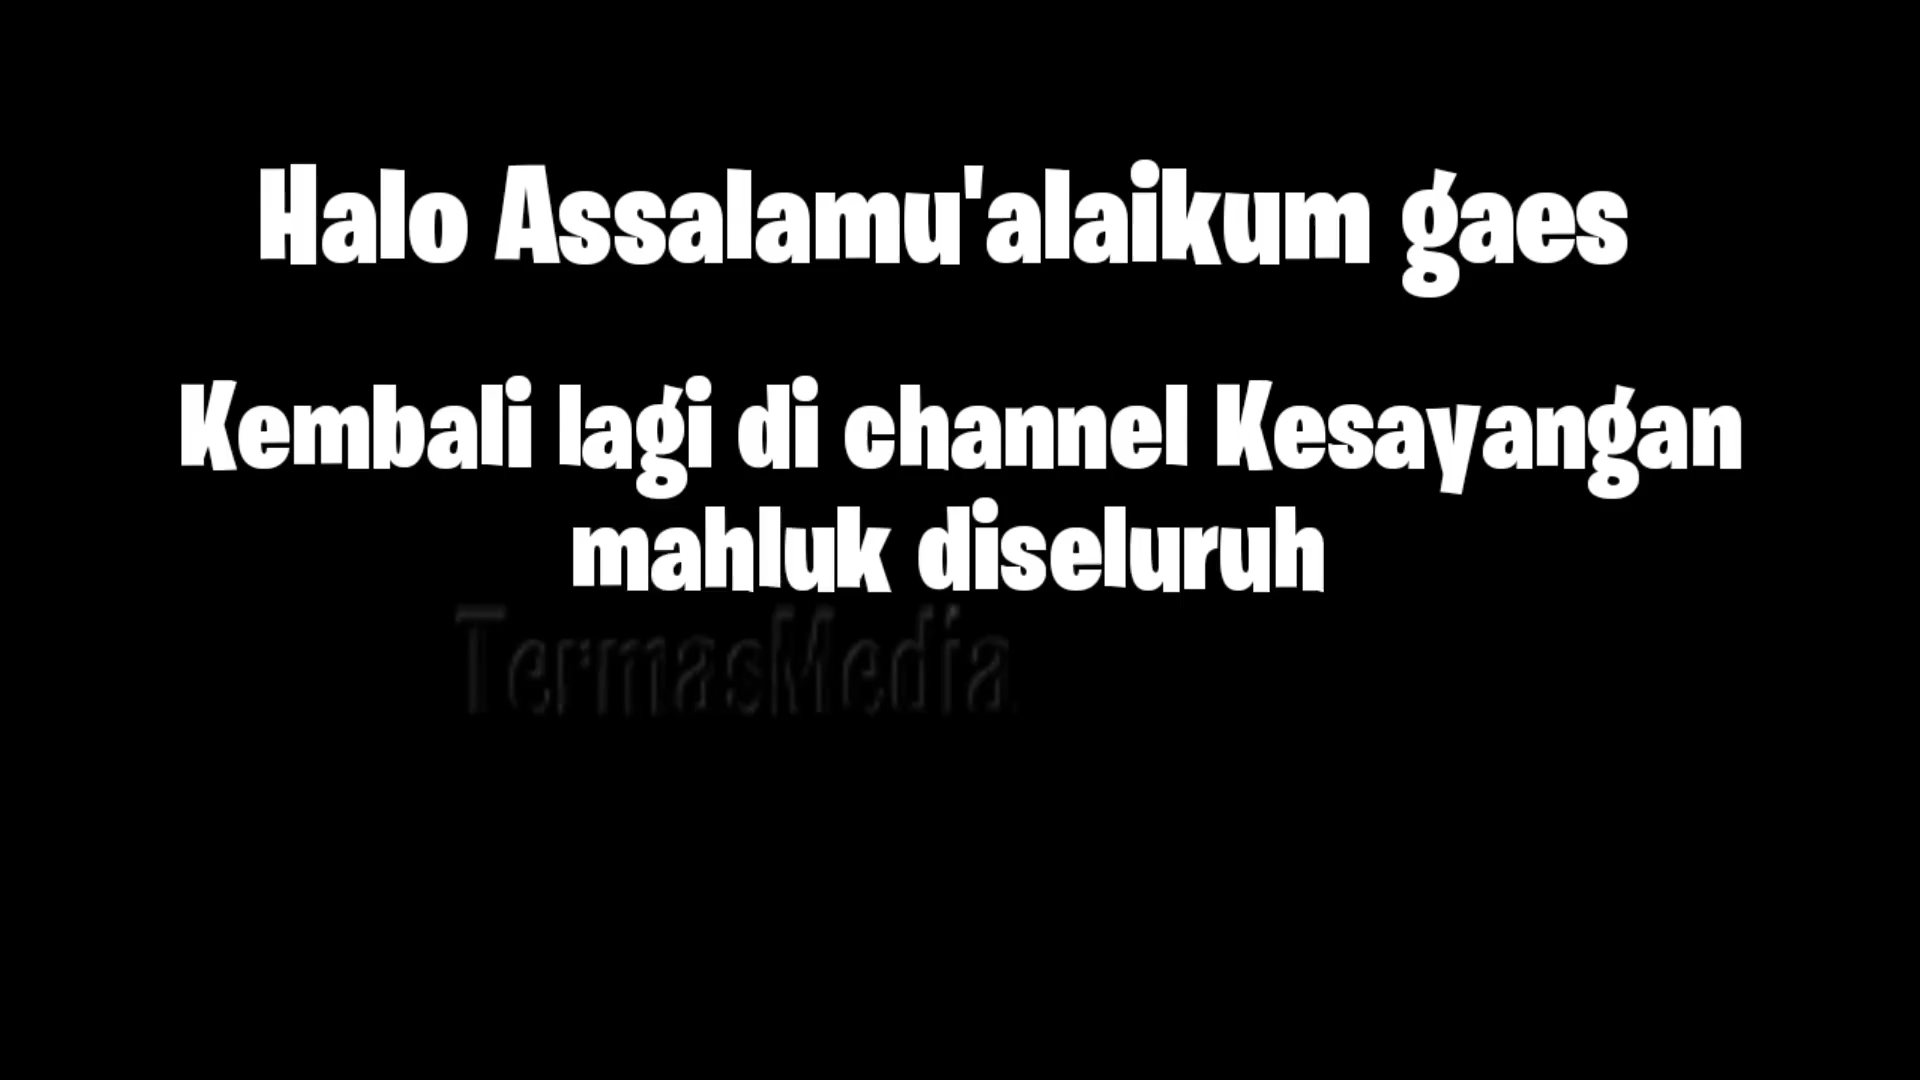 Halo Assalamu'alaikum gaes
Kembali lagi di channel Kesayangan
mahluk diseluruh
TermasMedia